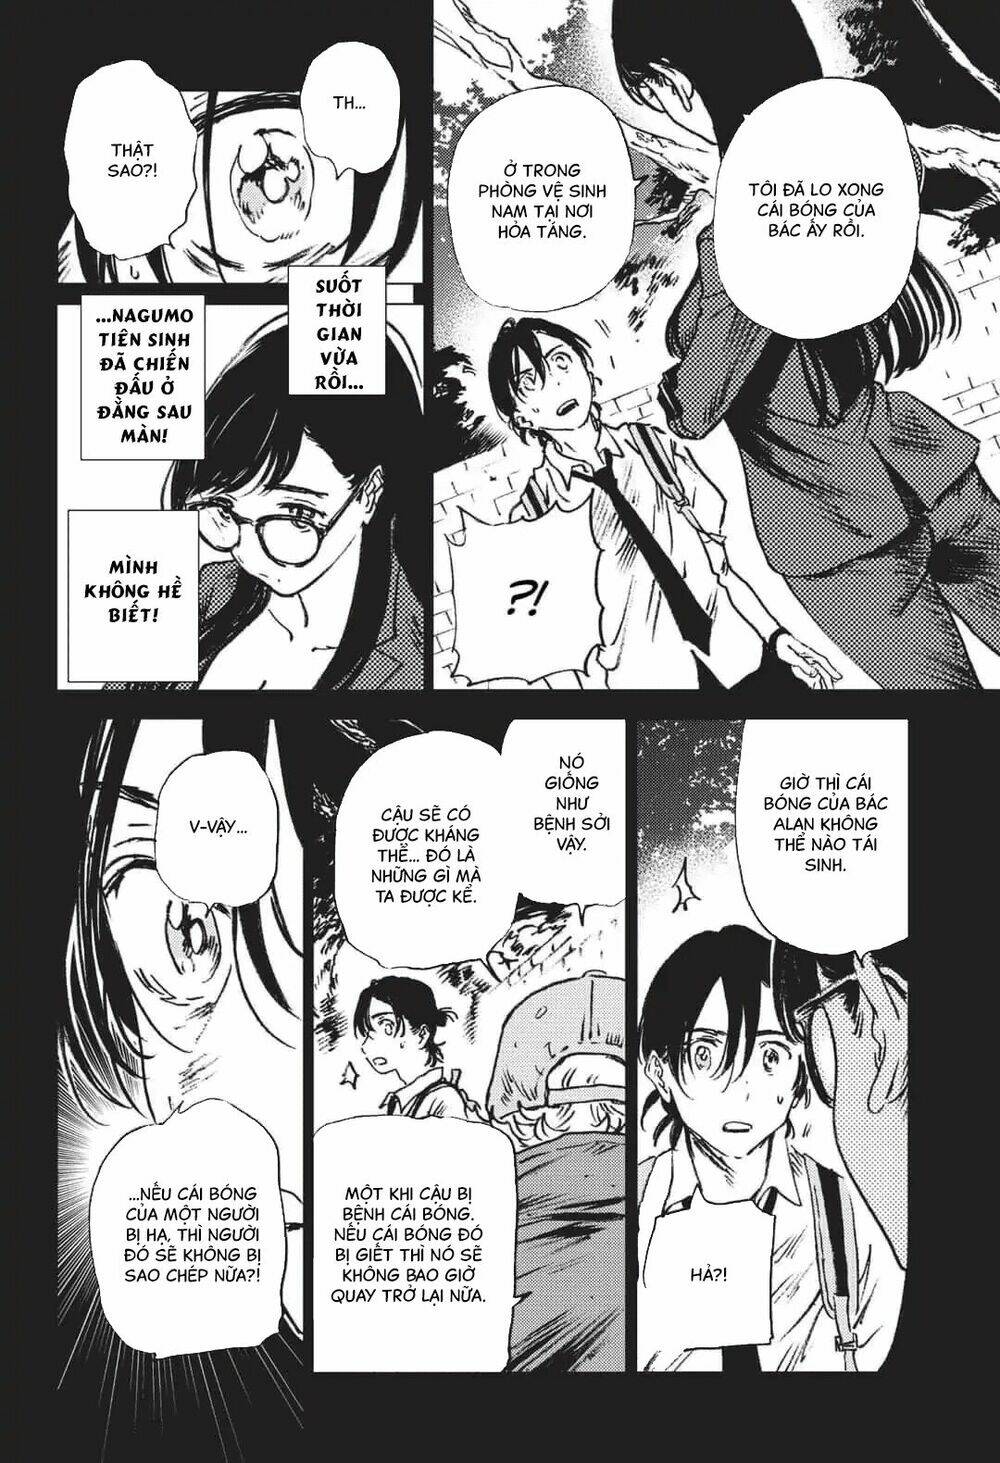 TÔI ĐÃ LO XONG
CÁI BÓNG CỦA
BÁC ẤY RỒI.
Ở TRONG
PHÒNG VỆ SINH
NAM TẠI NƠI
HỎA TÁNG.
?!
TH...
THẬT
SAO?!
SUỐT
THỜI
GIAN
VỪA
RỒI...
...NAGUMO
TIÊN SINH
ĐÃ CHIẾN
ĐẤU Ở
ĐẰNG SAU
MÀN!
MÌNH
KHÔNG HỀ
BIẾT!
GIỜ THÌ CÁI
BÓNG CỦA BÁC
ALAN KHÔNG
THỂ NÀO TÁI
SINH.
HẢ?!
NÓ
GIỐNG
NHƯ
BỆNH SỞI
VẬY.
CẬU SẼ CÓ
ĐƯỢC KHÁNG
THỂ... ĐÓ LÀ
NHỮNG GÌ MÀ
TA ĐƯỢC KỂ.
MỘT KHI CẬU BỊ
BỆNH CÁI BÓNG.
NẾU CÁI BÓNG ĐÓ
BỊ GIẾT THÌ NÓ SẼ
KHÔNG BAO GIỜ
QUAY TRỞ LẠI NỮA.
V-VẬY...
...NẾU CÁI BÓNG
CỦA MỘT NGƯỜI
BỊ HẠ, THÌ NGƯỜI
ĐÓ SẼ KHÔNG BỊ
SAO CHÉP NỮA?!